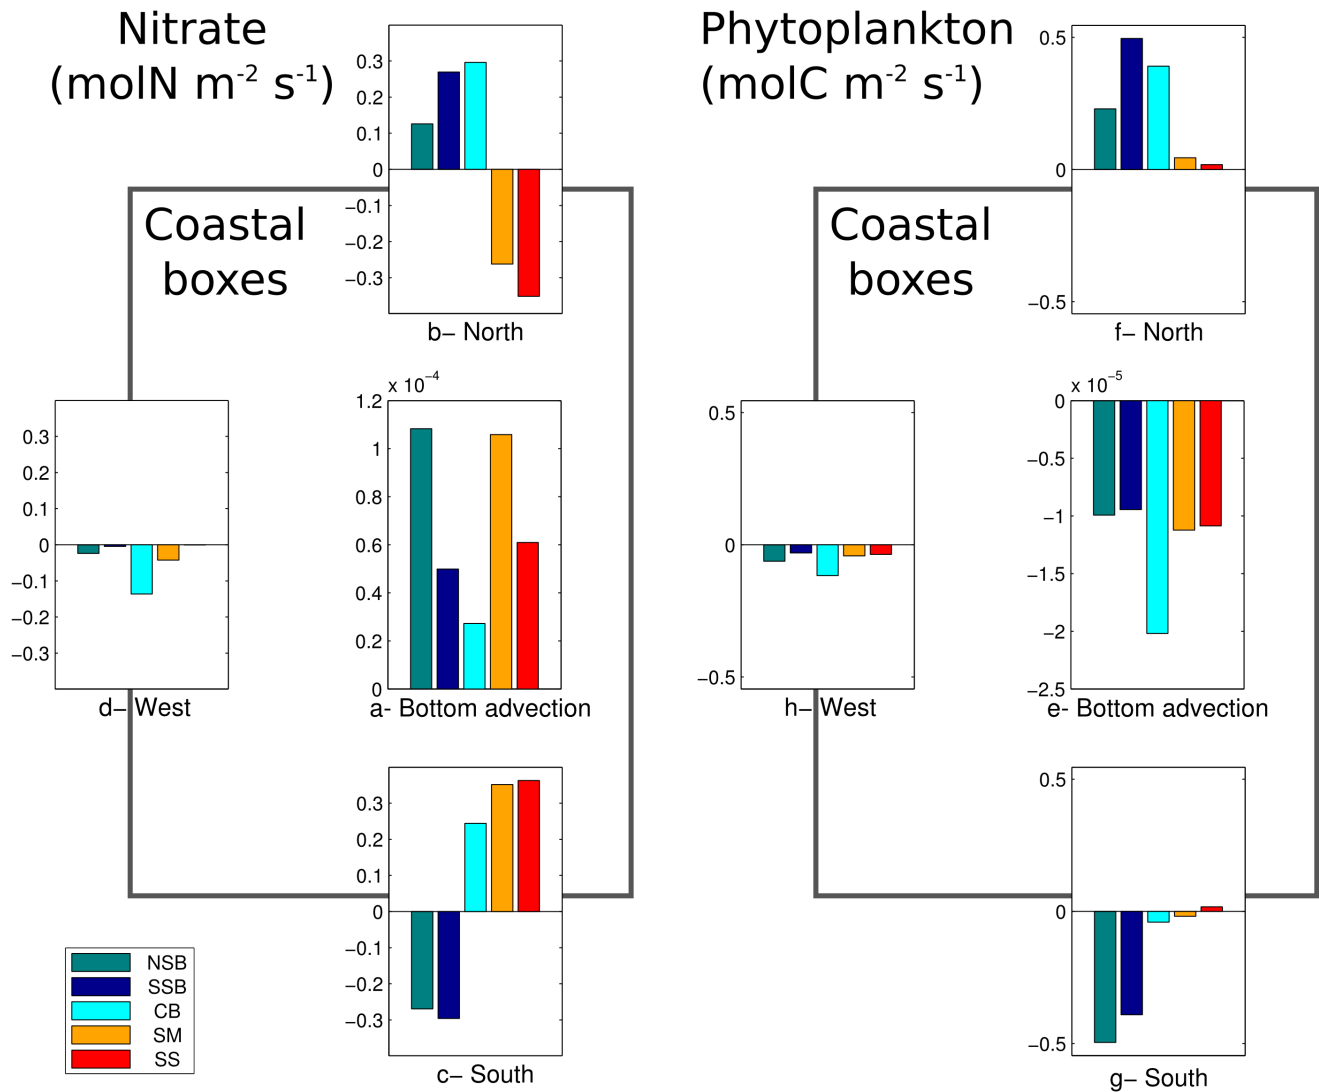 Nitrate
(molN m-2 s-1)
0.3
0.2
0.1
0
−0.1
−0.2
−0.3
b− North
Phytoplankton
(molC m-2 s-1)
0.5
0
−0.5
f− North
Coastal
boxes
Coastal
boxes
0.3
0.2
0.1
0
−0.1
−0.2
−0.3
d− West
x 10−4
1.2
1
0.8
0.6
0.4
0.2
0
a- Bottom advection
0.5
0
−0.5
h− West
x 10−5
0
−0.5
−1
−1.5
−2
−2.5
e- Bottom advection
0.3
0.2
0.1
0
−0.1
−0.2
−0.3
c− South
0.5
0
−0.5
g− South
NSB
SSB
CB
SM
SS